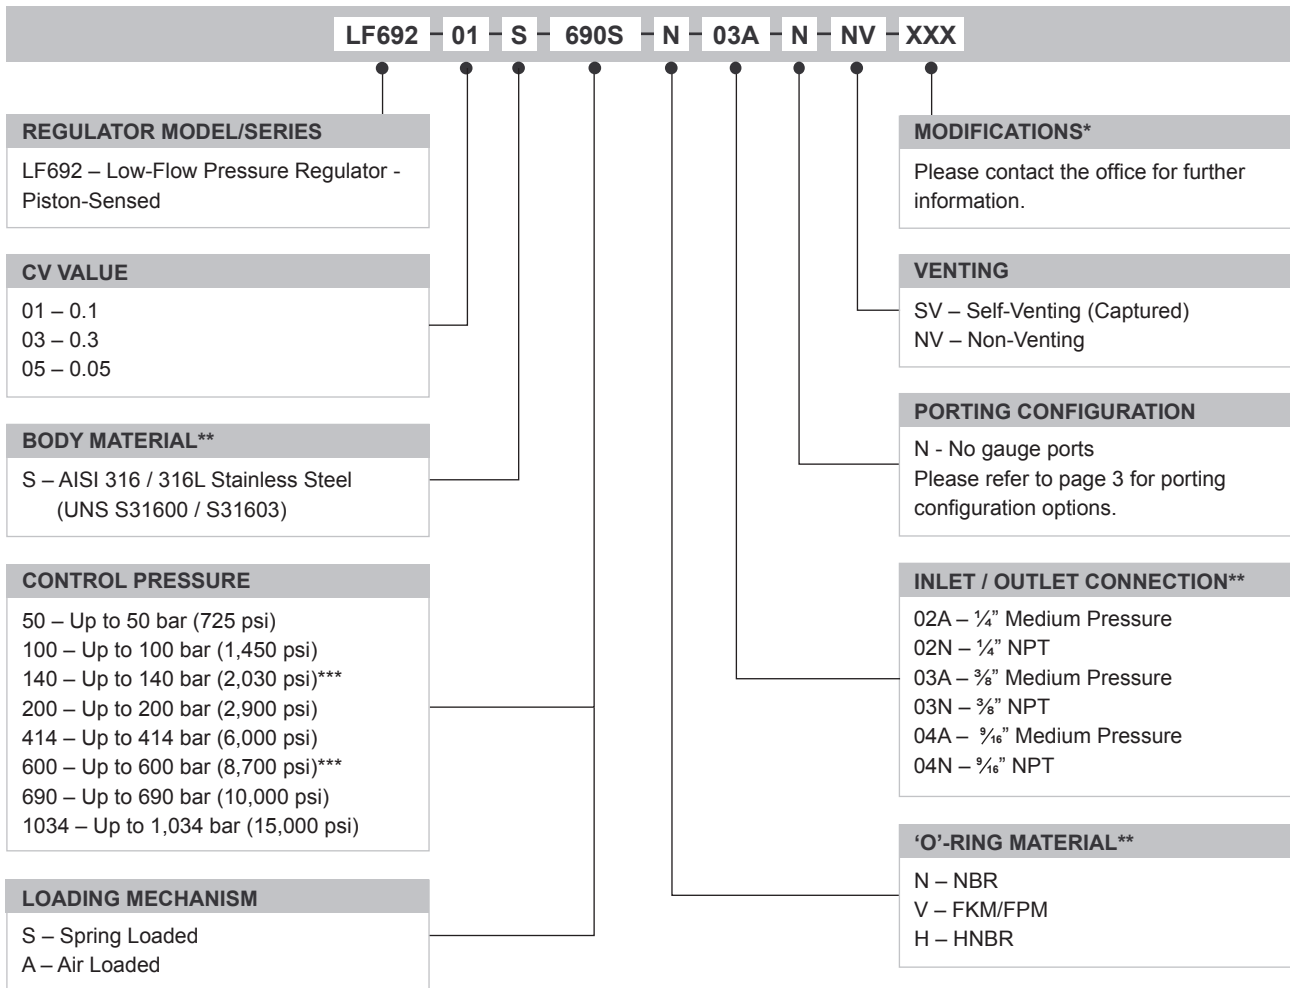 LF692 – 01 – S – 690S – N – 03A – N – NV – XXX
REGULATOR MODEL/SERIES
LF692 – Low-Flow Pressure Regulator -
Piston-Sensed
CV VALUE
01 – 0.1
03 – 0.3
05 – 0.05
BODY MATERIAL**
S – AISI 316 / 316L Stainless Steel
(UNS S31600 / S31603)
CONTROL PRESSURE
50 – Up to 50 bar (725 psi)
100 – Up to 100 bar (1,450 psi)
140 – Up to 140 bar (2,030 psi)***
200 – Up to 200 bar (2,900 psi)
414 – Up to 414 bar (6,000 psi)
600 – Up to 600 bar (8,700 psi)***
690 – Up to 690 bar (10,000 psi)
1034 – Up to 1,034 bar (15,000 psi)
LOADING MECHANISM
S – Spring Loaded
A – Air Loaded
MODIFICATIONS*
Please contact the office for further
information.
VENTING
SV – Self-Venting (Captured)
NV – Non-Venting
PORTING CONFIGURATION
N - No gauge ports
Please refer to page 3 for porting
configuration options.
INLET / OUTLET CONNECTION**
02A – ¼” Medium Pressure
02N – ¼” NPT
03A – ⅜” Medium Pressure
03N – ⅜” NPT
04A – ⁹⁄₁₆” Medium Pressure
04N – ⁹⁄₁₆” NPT
‘O’-RING MATERIAL**
N – NBR
V – FKM/FPM
H – HNBR